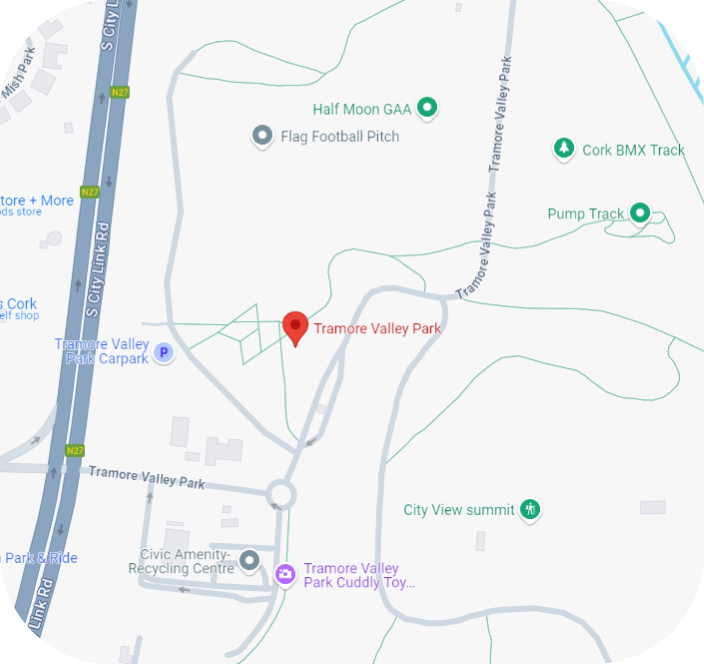 S City L
Mish Park
N27
Half Moon GAA
Flag Football Pitch
Tramore Valley Park
Cork BMX Track
N27
tore + More
ods store
Pump Track
Tramore Valley Park
S City Link Rd
Tramore Valley Park
s Cork
elf shop
Tramore Valley Park
Tramore Valley
Park Carpark
P
N27
Tramore Valley Park
City View summit
Park & Ride
Civic Amenity-
Recycling Centre
Tramore Valley
Park Cuddly Toy...
Link Rd